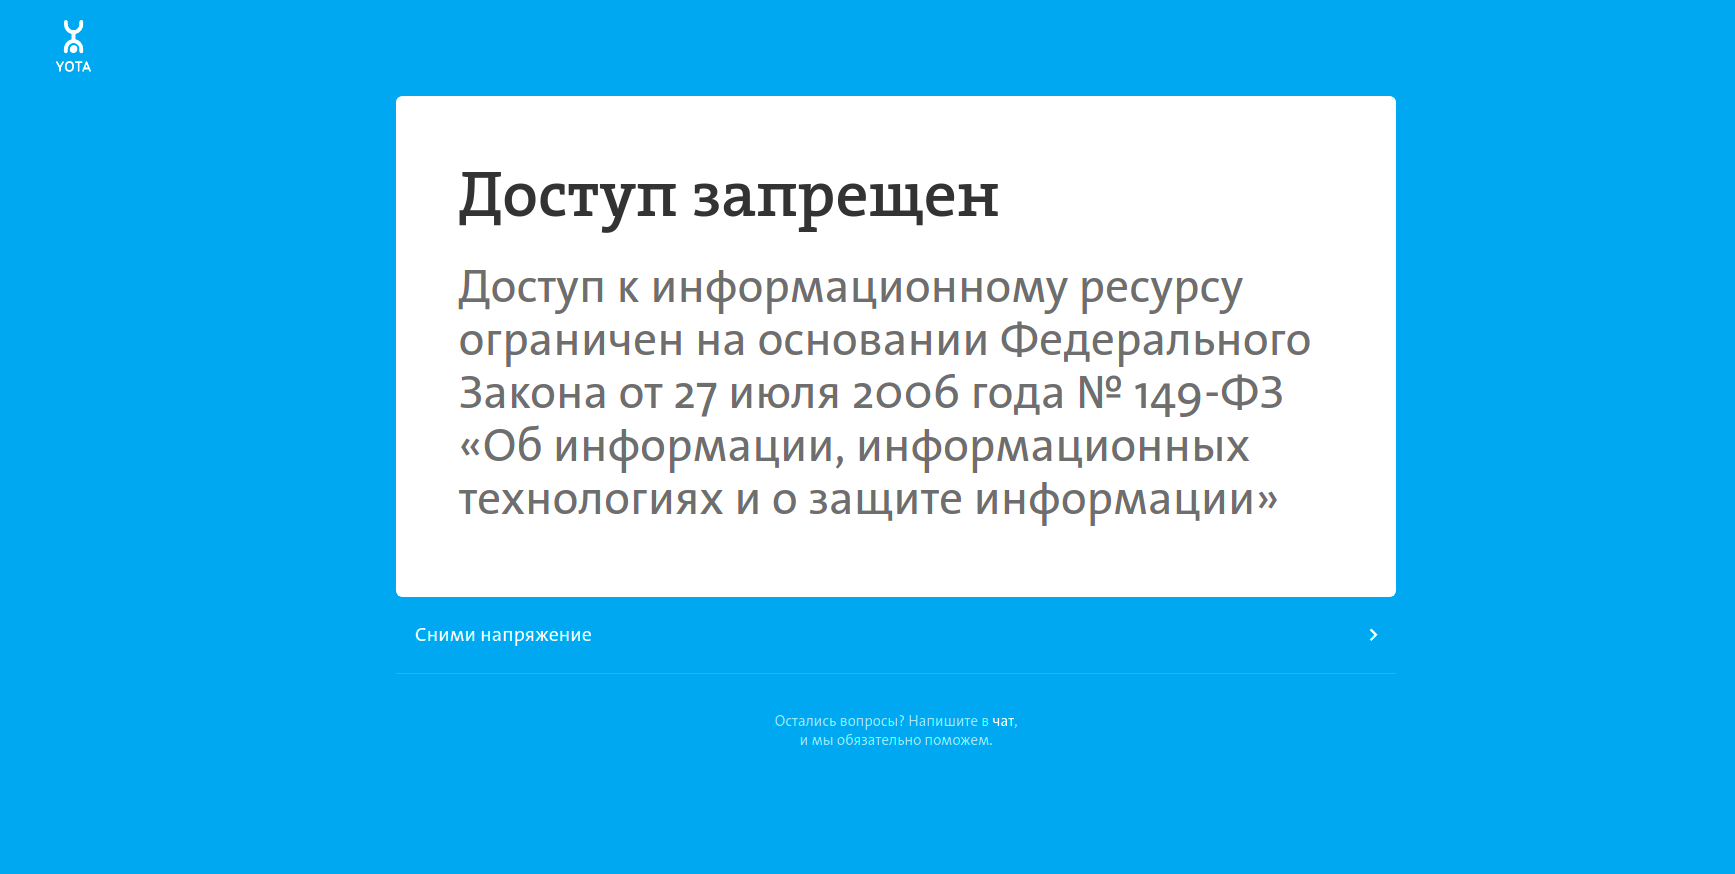 YOTA
Доступ запрещен
Доступ к информационному ресурсу
ограничен на основании Федерального
Закона от 27 июля 2006 года № 149-ФЗ
«Об информации, информационных
технологиях и о защите информации»
Сними напряжение
Остались вопросы? Напишите в чат,
и мы обязательно поможем.